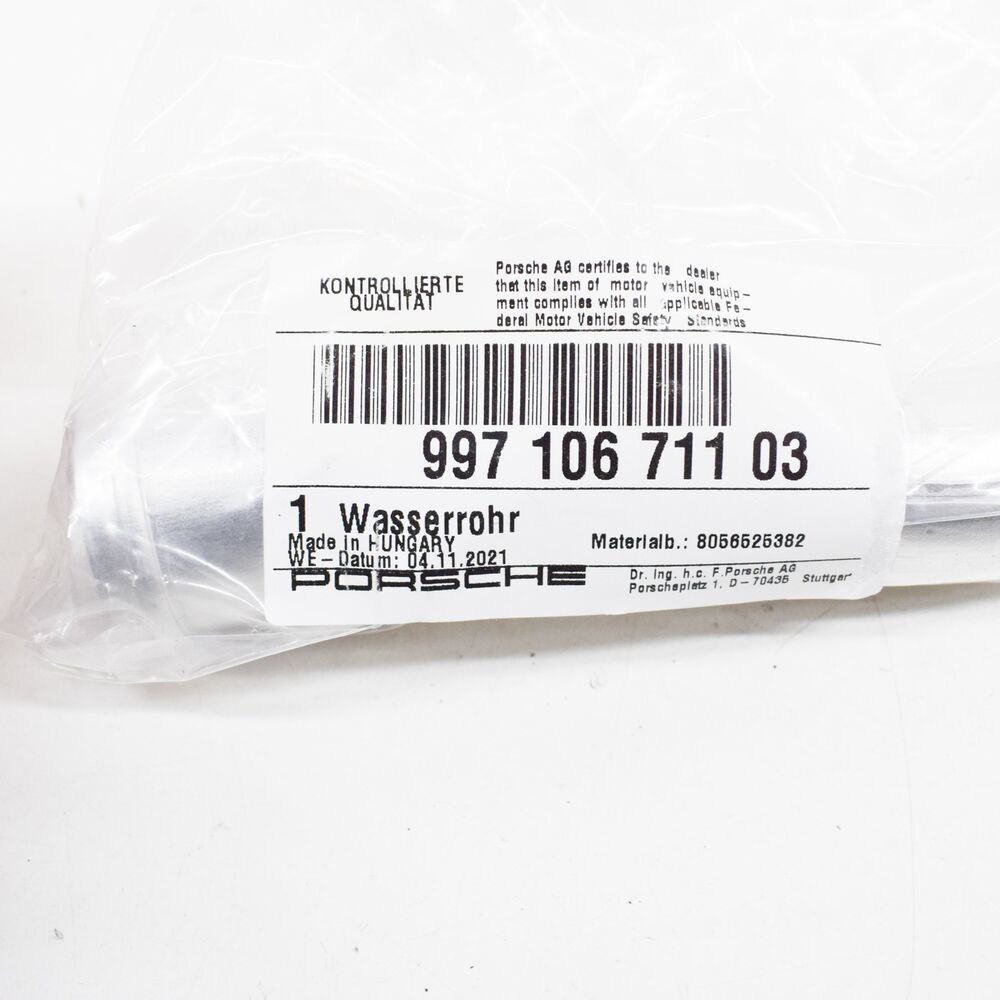 KONTROLLIERTE
QUALITÄT
Porsche AG certifies to the dealer
that this item of motor vehicle equip-
ment complies with all applicable Fe-
deral Motor Vehicle Safety Standards
997 106 711 03
1 Wasserrohr
Made in HUNGARY
WE-Datum: 04.11.2021
Materialb.: 8056525382
PORSCHE
Dr. Ing. h.c. F.Porsche AG
Porscheplatz 1, D-70435 Stuttgart